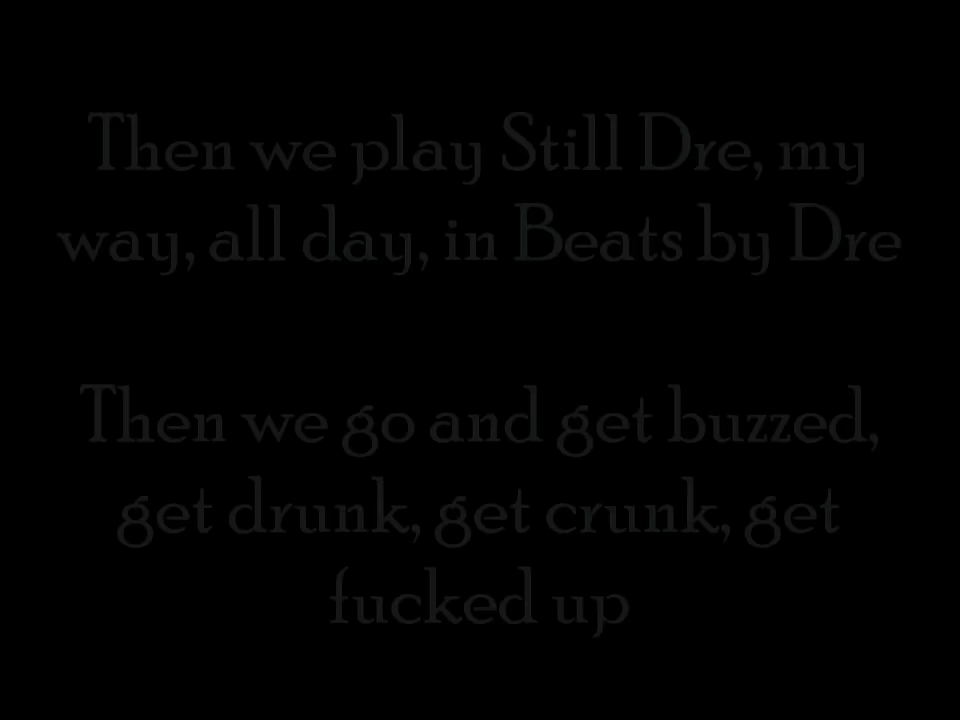 Then we play Still Dre, my
way, all day, in Beats by Dre
Then we go and get buzzed,
get drunk, get crunk, get
fucked up